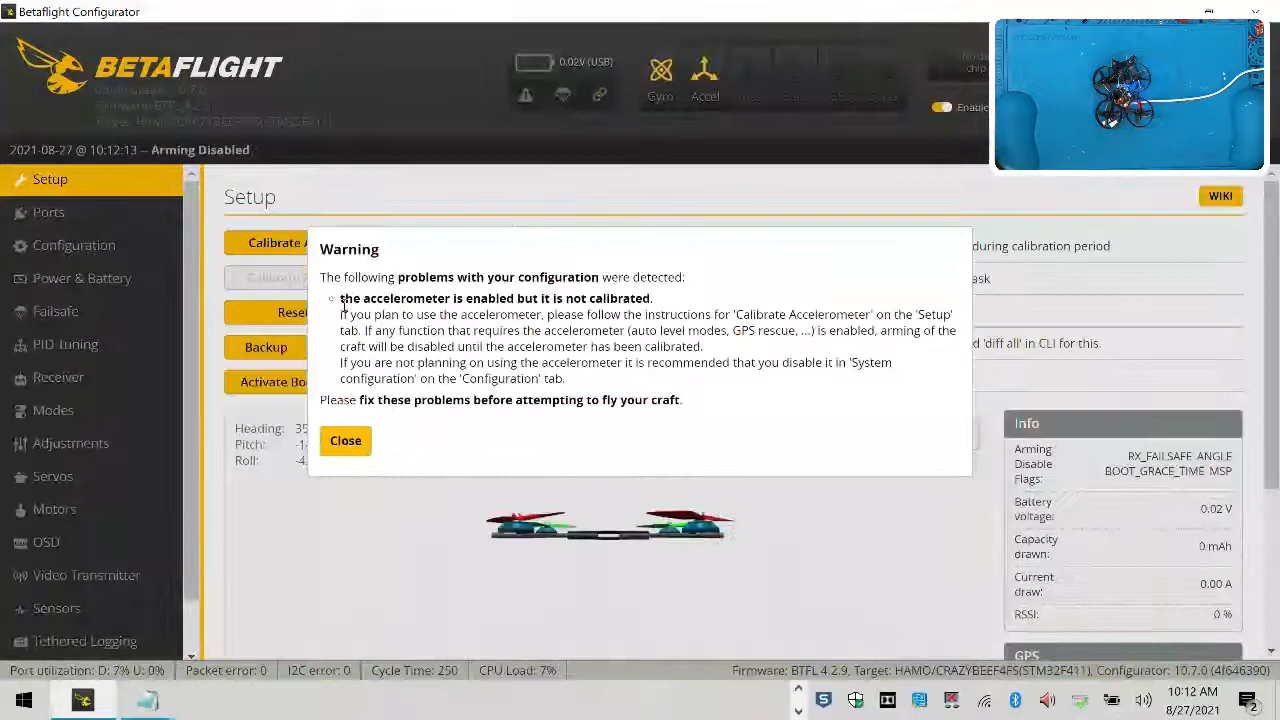 Betaflight Configurator
BETAFLIGHT
0.02V (USB)
Gyro
Accel
chip
Enable
2021-08-27 @ 10:12:13 -- Arming Disabled
Setup
Ports
Configuration
Power & Battery
Failsafe
PID Tuning
Receiver
Modes
Adjustments
Servos
Motors
OSD
Video Transmitter
Sensors
Tethered Logging
Setup
WIKI
Calibrate A
during calibration period
ask
Rese
Backup
d 'diff all' in CLI for this.
Activate Boo
Heading: 35
Pitch: -1
Roll: -4
Warning
The following problems with your configuration were detected:
the accelerometer is enabled but it is not calibrated.
If you plan to use the accelerometer, please follow the instructions for 'Calibrate Accelerometer' on the 'Setup'
tab. If any function that requires the accelerometer (auto level modes, GPS rescue, ...) is enabled, arming of the
craft will be disabled until the accelerometer has been calibrated.
If you are not planning on using the accelerometer it is recommended that you disable it in 'System
configuration' on the 'Configuration' tab.
Please fix these problems before attempting to fly your craft.
Close
Info
Arming Disable Flags: RX_FAILSAFE ANGLE
BOOT_GRACE_TIME MSP
Battery voltage: 0.02 V
Capacity drawn: 0 mAh
Current draw: 0.00 A
RSSI: 0 %
GPS
Port utilization: D: 7% U: 0% Packet error: 0 I2C error: 0 Cycle Time: 250 CPU Load: 7% Firmware: BTFL 4.2.9, Target: HAMO/CRAZYBEEF4FS(STM32F411), Configurator: 10.7.0 (4f646390)
10:12 AM
8/27/2021
2